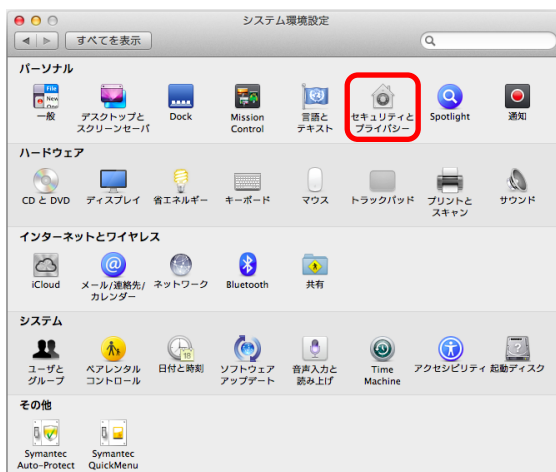 システム環境設定
すべてを表示
パーソナル
一般
デスクトップと
スクリーンセーバ
Dock
Mission
Control
言語と
テキスト
セキュリティと
プライバシー
Spotlight
通知
ハードウェア
CD と DVD
ディスプレイ
省エネルギー
キーボード
マウス
トラックパッド
プリントと
スキャン
サウンド
インターネットとワイヤレス
iCloud
メール/連絡先/
カレンダー
ネットワーク
Bluetooth
共有
システム
ユーザと
グループ
ペアレンタル
コントロール
日付と時刻
ソフトウェア
アップデート
音声入力と
読み上げ
Time
Machine
アクセシビリティ
起動ディスク
その他
Symantec
Auto-Protect
Symantec
QuickMenu